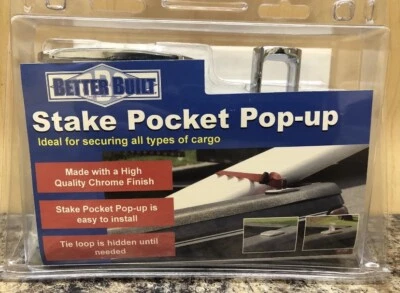 BETTER BUILT
Stake Pocket Pop-up
Ideal for securing all types of cargo
Made with a High
Quality Chrome Finish
Stake Pocket Pop-up is
easy to install
Tie loop is hidden until
needed